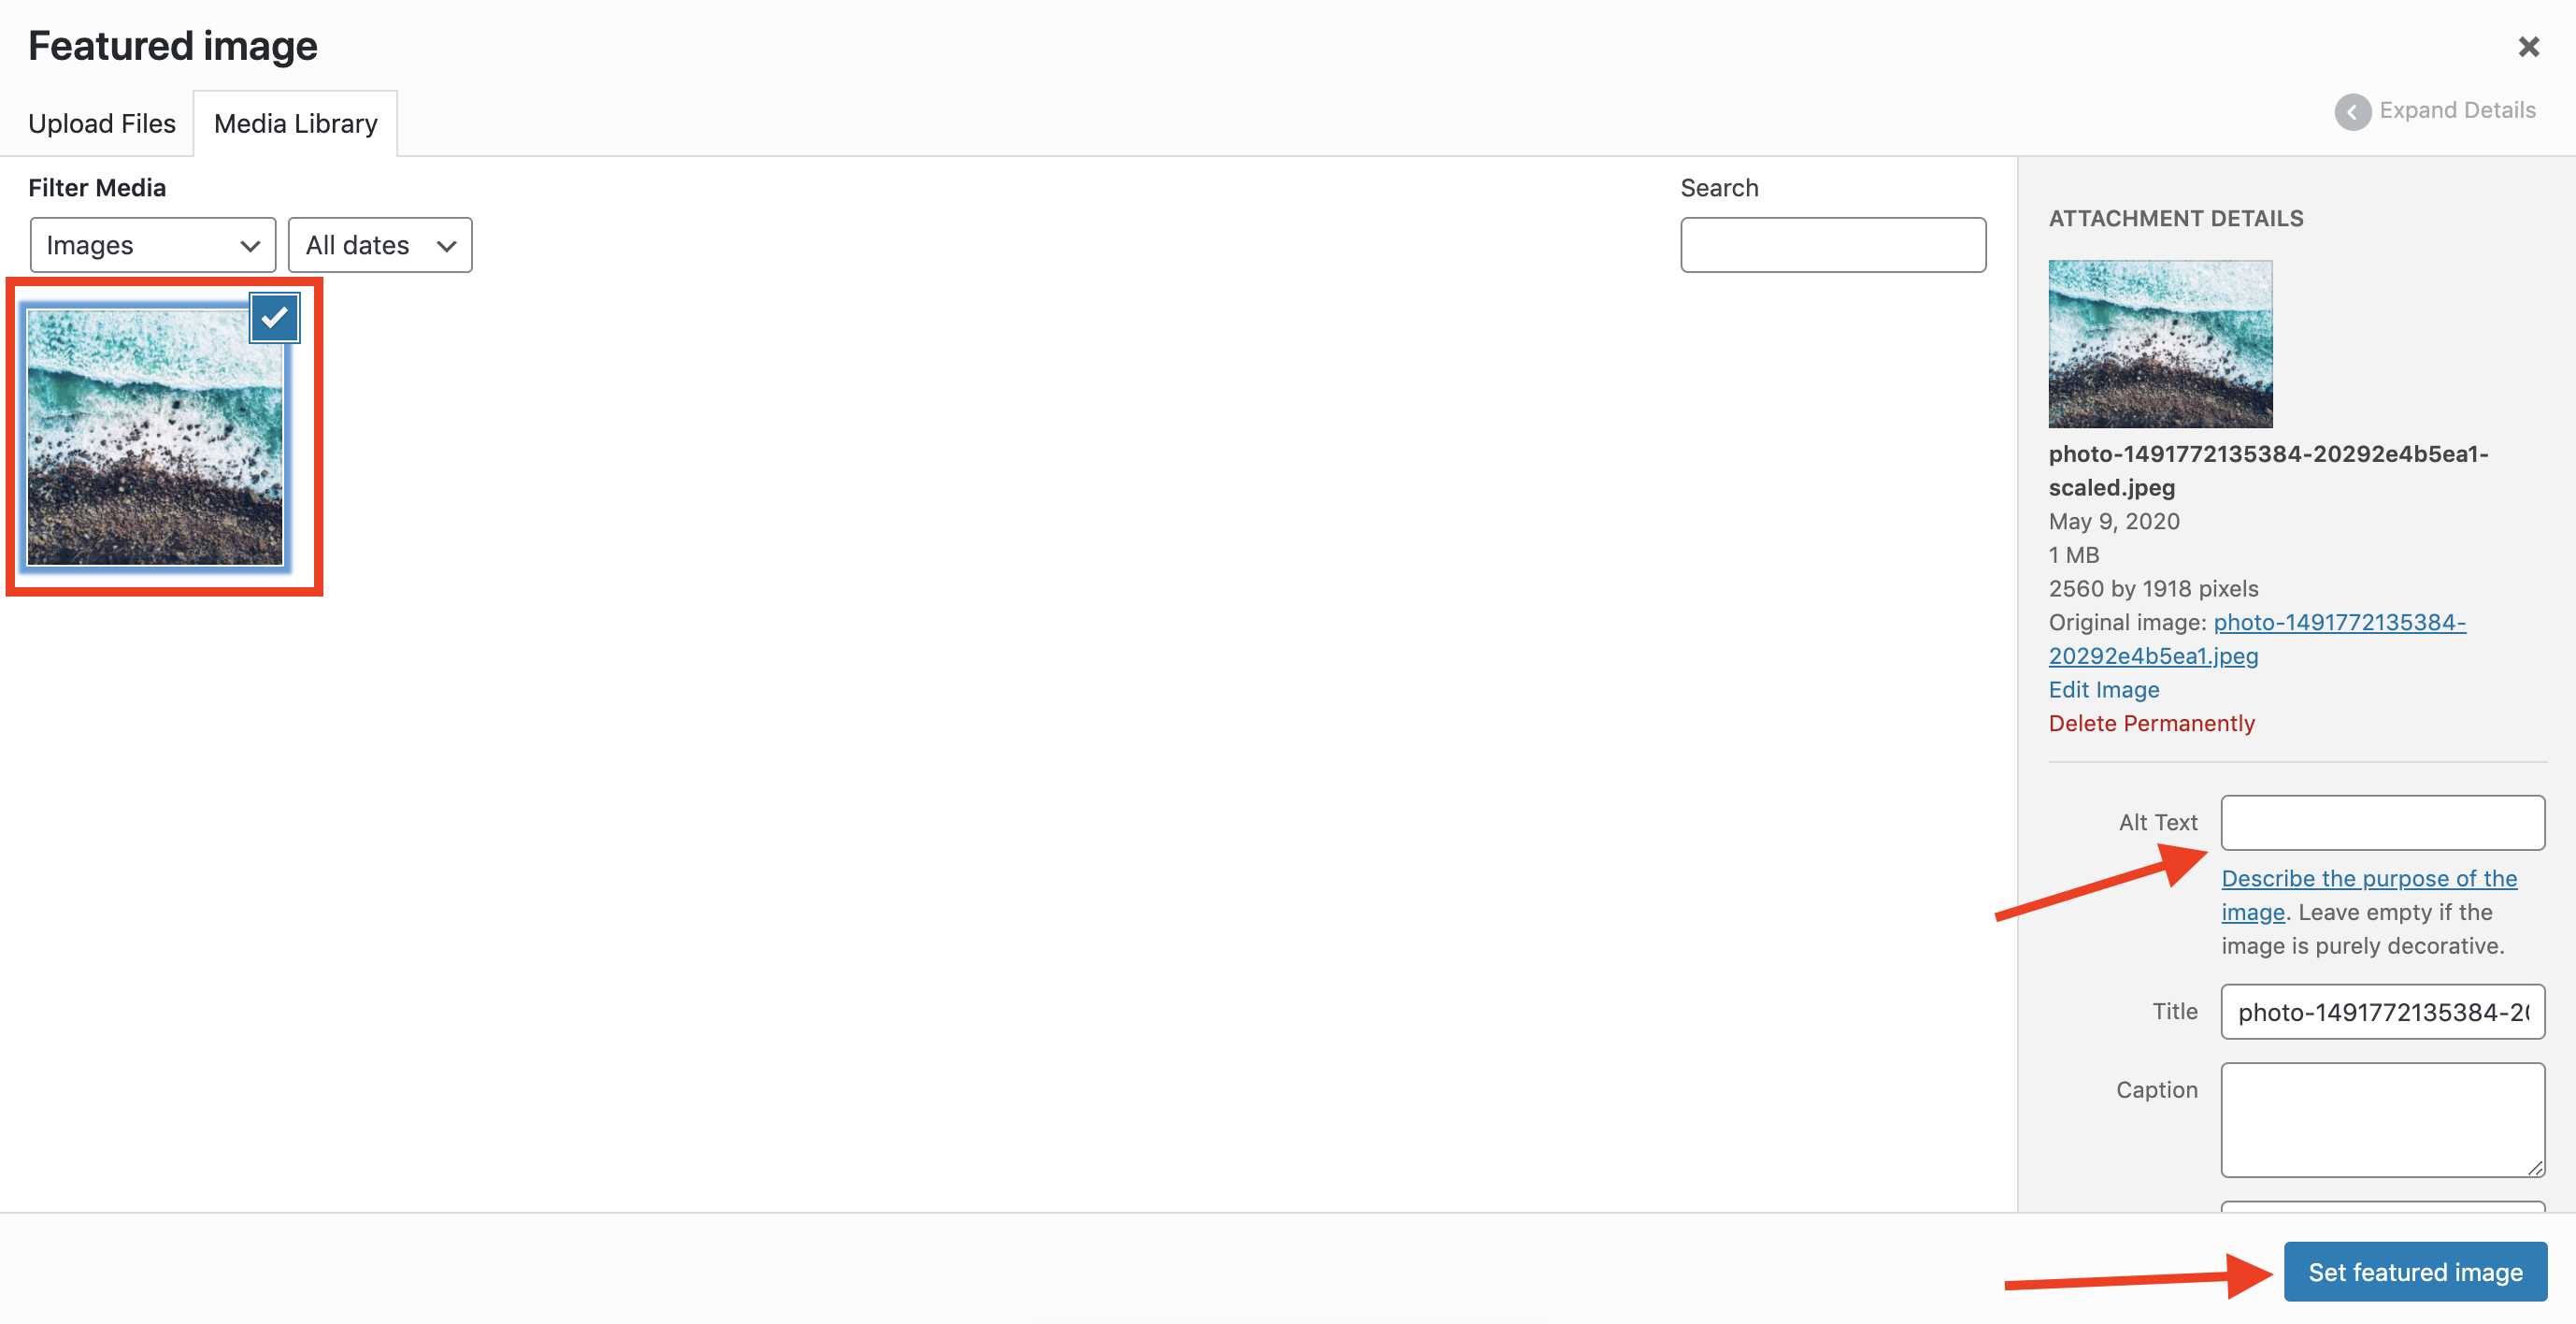 Featured image
Upload Files
Media Library
Expand Details
Filter Media
Images
All dates
Search
ATTACHMENT DETAILS
photo-1491772135384-20292e4b5ea1-
scaled.jpeg
May 9, 2020
1 MB
2560 by 1918 pixels
Original image: photo-1491772135384-
20292e4b5ea1.jpeg
Edit Image
Delete Permanently
Alt Text
Describe the purpose of the
image. Leave empty if the
image is purely decorative.
Title
photo-1491772135384-20
Caption
Set featured image